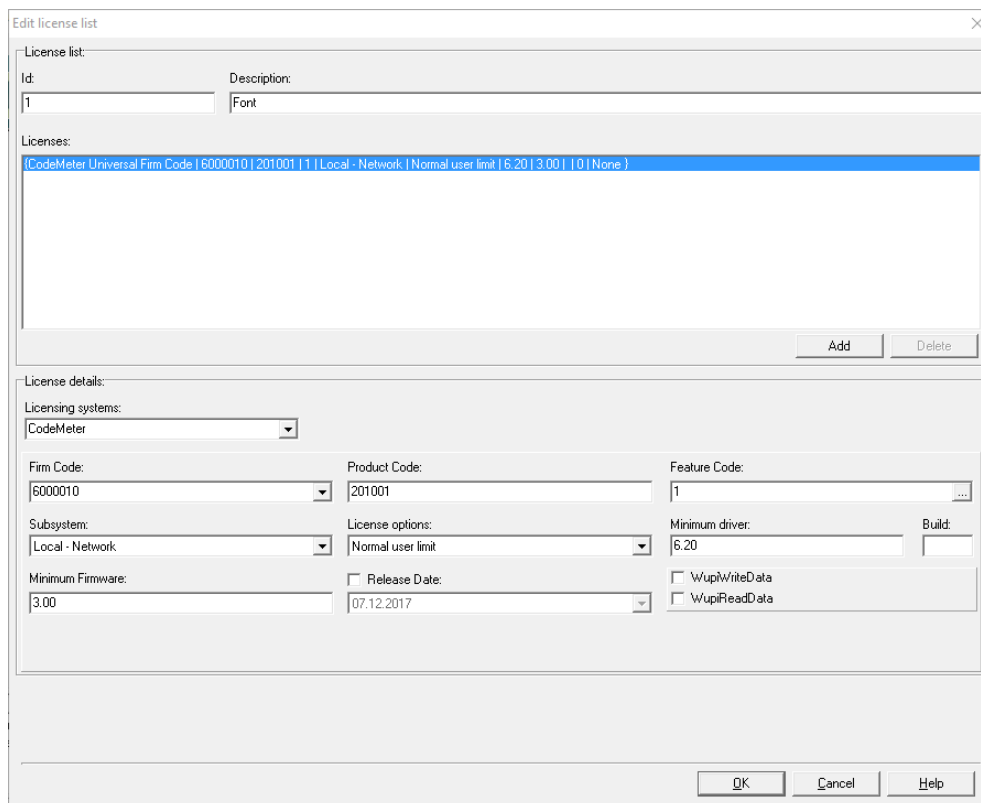 Edit license list
License list:
Id: Description:
1 Font
Licenses:
{CodeMeter Universal Firm Code | 6000010 | 201001 | 1 | Local - Network | Normal user limit | 6.20 | 3.00 | | 0 | None }
Add Delete
License details:
Licensing systems:
CodeMeter
Firm Code: Product Code: Feature Code:
6000010 201001 1 ...
Subsystem: License options: Minimum driver: Build:
Local - Network Normal user limit 6.20
Minimum Firmware: Release Date: WupiWriteData
3.00 07.12.2017 WupiReadData
OK Cancel Help